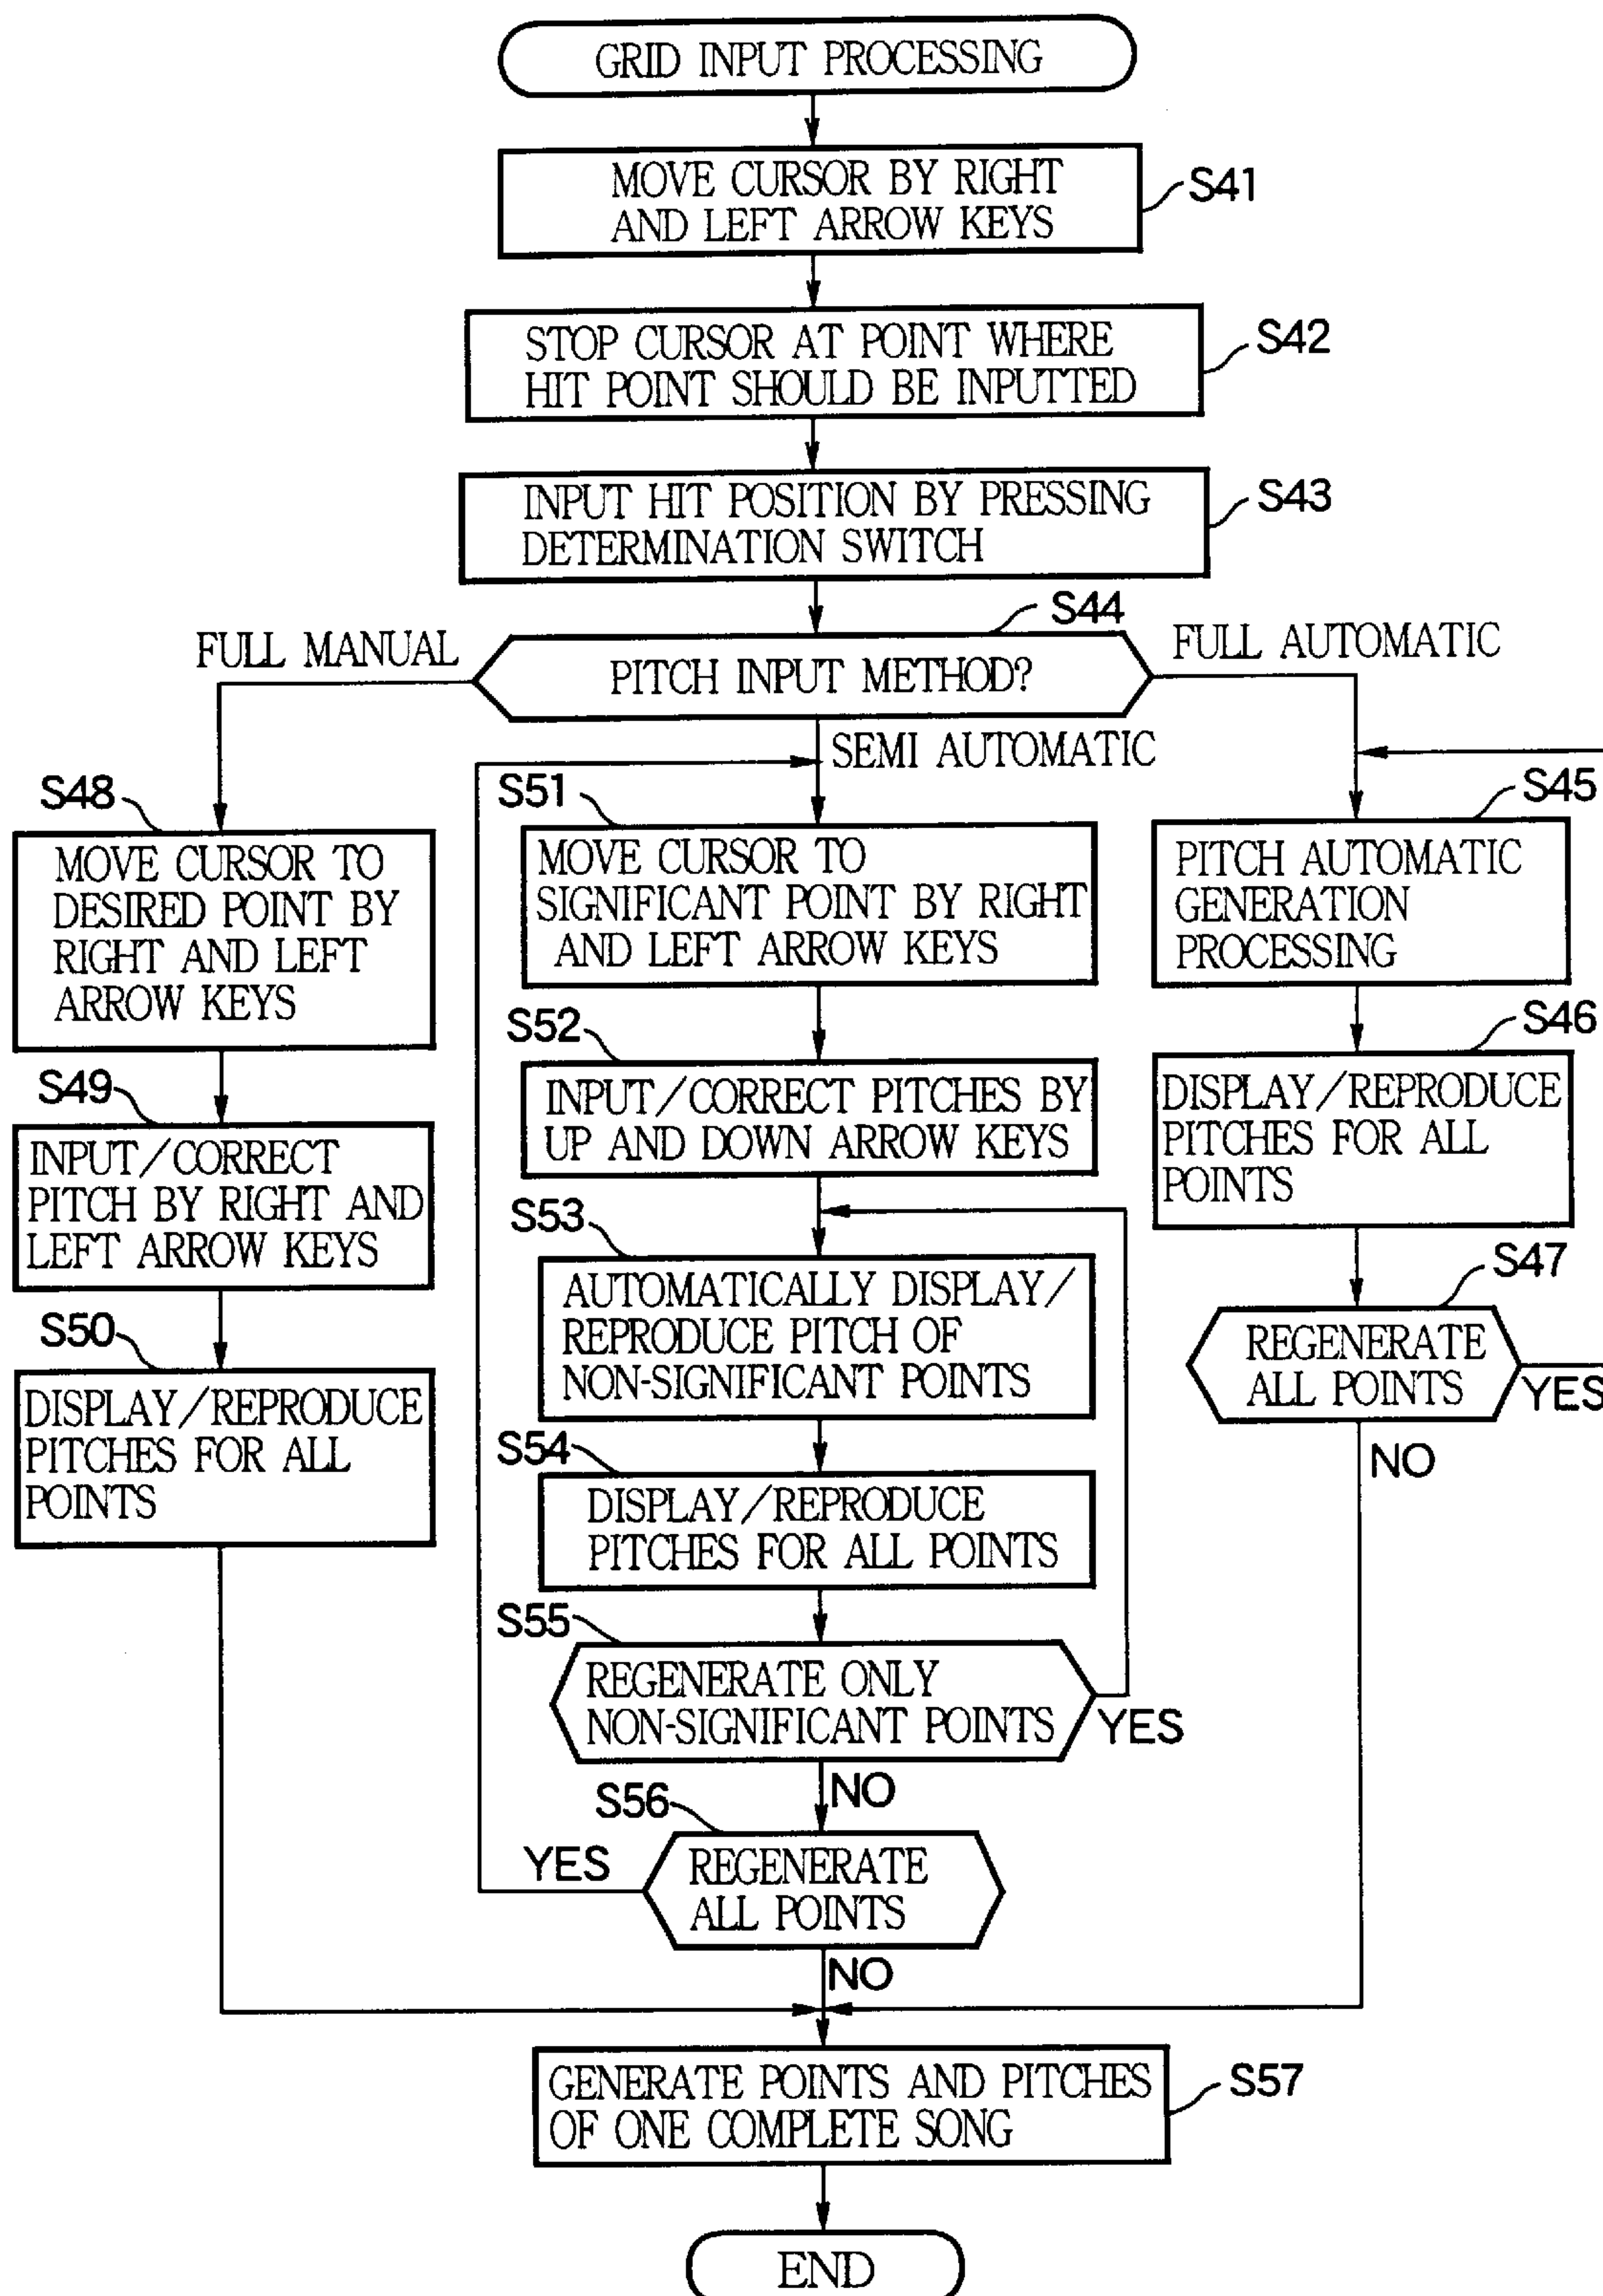 GRID INPUT PROCESSING
MOVE CURSOR BY RIGHT
AND LEFT ARROW KEYS
S41
STOP CURSOR AT POINT WHERE
HIT POINT SHOULD BE INPUTTED
S42
INPUT HIT POSITION BY PRESSING
DETERMINATION SWITCH
S43
S44
FULL MANUAL
PITCH INPUT METHOD?
FULL AUTOMATIC
SEMI AUTOMATIC
S48
MOVE CURSOR TO
DESIRED POINT BY
RIGHT AND LEFT
ARROW KEYS
S49
INPUT/CORRECT
PITCH BY RIGHT AND
LEFT ARROW KEYS
S50
DISPLAY/REPRODUCE
PITCHES FOR ALL
POINTS
S51
MOVE CURSOR TO
SIGNIFICANT POINT BY RIGHT
AND LEFT ARROW KEYS
S52
INPUT/CORRECT PITCHES BY
UP AND DOWN ARROW KEYS
S53
AUTOMATICALLY DISPLAY/
REPRODUCE PITCH OF
NON-SIGNIFICANT POINTS
S54
DISPLAY/REPRODUCE
PITCHES FOR ALL POINTS
S55
REGENERATE ONLY
NON-SIGNIFICANT POINTS
YES
NO
S56
YES
REGENERATE
ALL POINTS
NO
S45
PITCH AUTOMATIC
GENERATION
PROCESSING
S46
DISPLAY/REPRODUCE
PITCHES FOR ALL
POINTS
S47
REGENERATE
ALL POINTS
YES
NO
GENERATE POINTS AND PITCHES
OF ONE COMPLETE SONG
S57
END